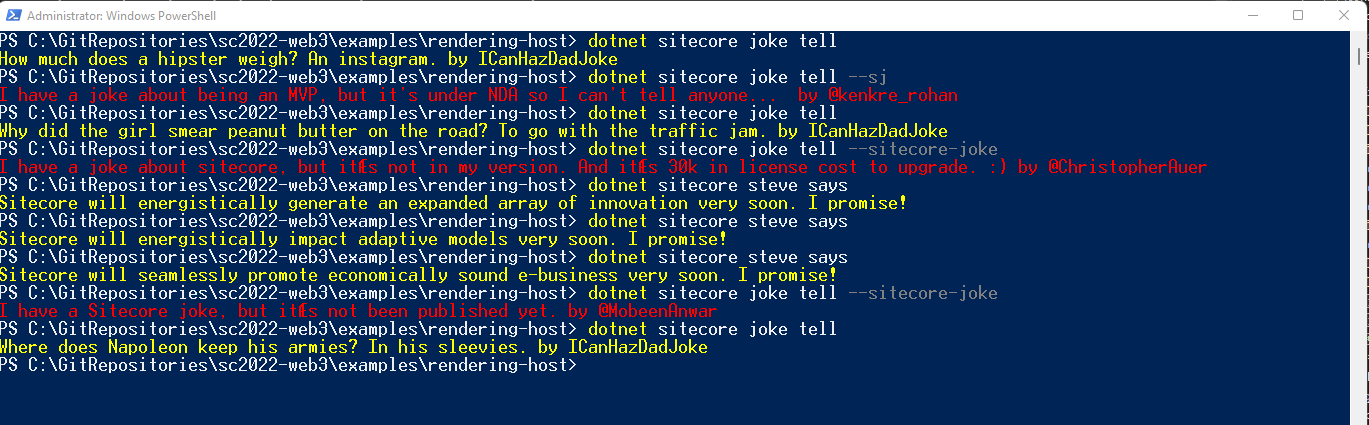 Administrator: Windows PowerShell
PS C:\GitRepositories\sc2022-web3\examples\rendering-host> dotnet sitecore joke tell
How much does a hipster weigh? An instagram. by ICanHazDadJoke
PS C:\GitRepositories\sc2022-web3\examples\rendering-host> dotnet sitecore joke tell --sj
I have a joke about being an MVP, but it's under NDA so I can't tell anyone...  by @kenkre_rohan
PS C:\GitRepositories\sc2022-web3\examples\rendering-host> dotnet sitecore joke tell
Why did the girl smear peanut butter on the road? To go with the traffic jam. by ICanHazDadJoke
PS C:\GitRepositories\sc2022-web3\examples\rendering-host> dotnet sitecore joke tell --sitecore-joke
I have a joke about sitecore, but its not in my version. And its 30k in license cost to upgrade. :) by @ChristopherAuer
PS C:\GitRepositories\sc2022-web3\examples\rendering-host> dotnet sitecore steve says
Sitecore will energistically generate an expanded array of innovation very soon. I promise!
PS C:\GitRepositories\sc2022-web3\examples\rendering-host> dotnet sitecore steve says
Sitecore will energistically impact adaptive models very soon. I promise!
PS C:\GitRepositories\sc2022-web3\examples\rendering-host> dotnet sitecore steve says
Sitecore will seamlessly promote economically sound e-business very soon. I promise!
PS C:\GitRepositories\sc2022-web3\examples\rendering-host> dotnet sitecore joke tell --sitecore-joke
I have a Sitecore joke, but its not been published yet. by @MobeenAnwar
PS C:\GitRepositories\sc2022-web3\examples\rendering-host> dotnet sitecore joke tell
Where does Napoleon keep his armies? In his sleevies. by ICanHazDadJoke
PS C:\GitRepositories\sc2022-web3\examples\rendering-host>